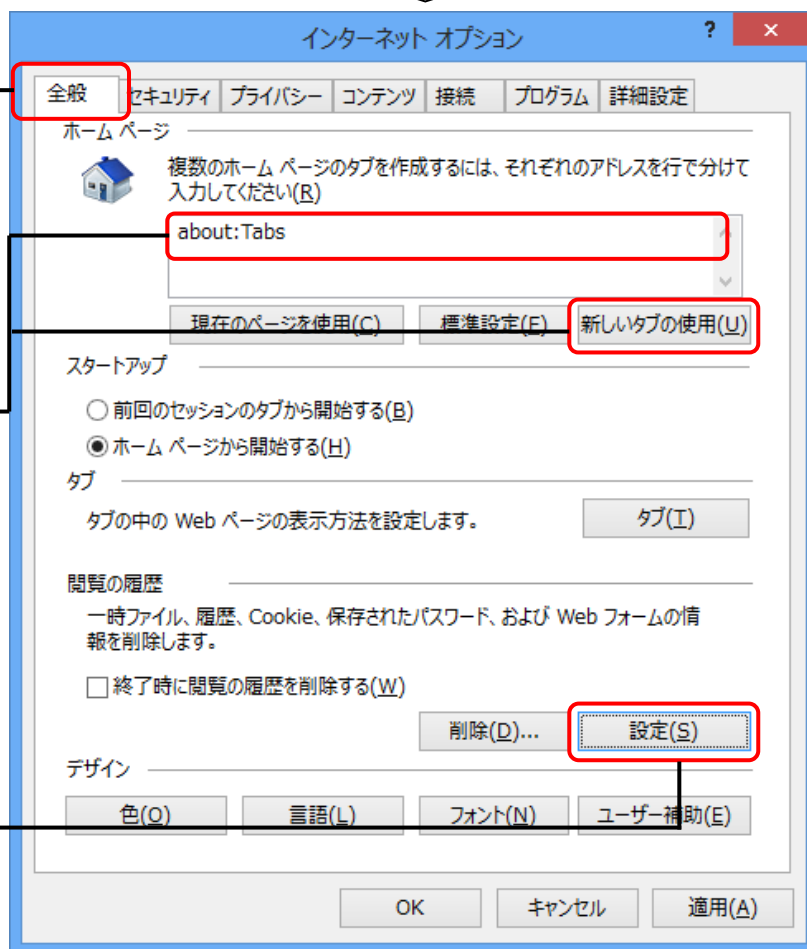 インターネット オプション
?
×
全般 セキュリティ プライバシー コンテンツ 接続 プログラム 詳細設定
ホーム ページ
複数のホーム ページのタブを作成するには、それぞれのアドレスを行で分けて
入力してください(R)
about:Tabs
現在のページを使用(C) 標準設定(F) 新しいタブの使用(U)
スタートアップ
前回のセッションのタブから開始する(B)
ホーム ページから開始する(H)
タブ
タブの中の Web ページの表示方法を設定します。 タブ(T)
閲覧の履歴
一時ファイル、履歴、Cookie、保存されたパスワード、および Web フォームの情
報を削除します。
終了時に閲覧の履歴を削除する(W)
削除(D)... 設定(S)
デザイン
色(O) 言語(L) フォント(N) ユーザー補助(E)
OK キャンセル 適用(A)